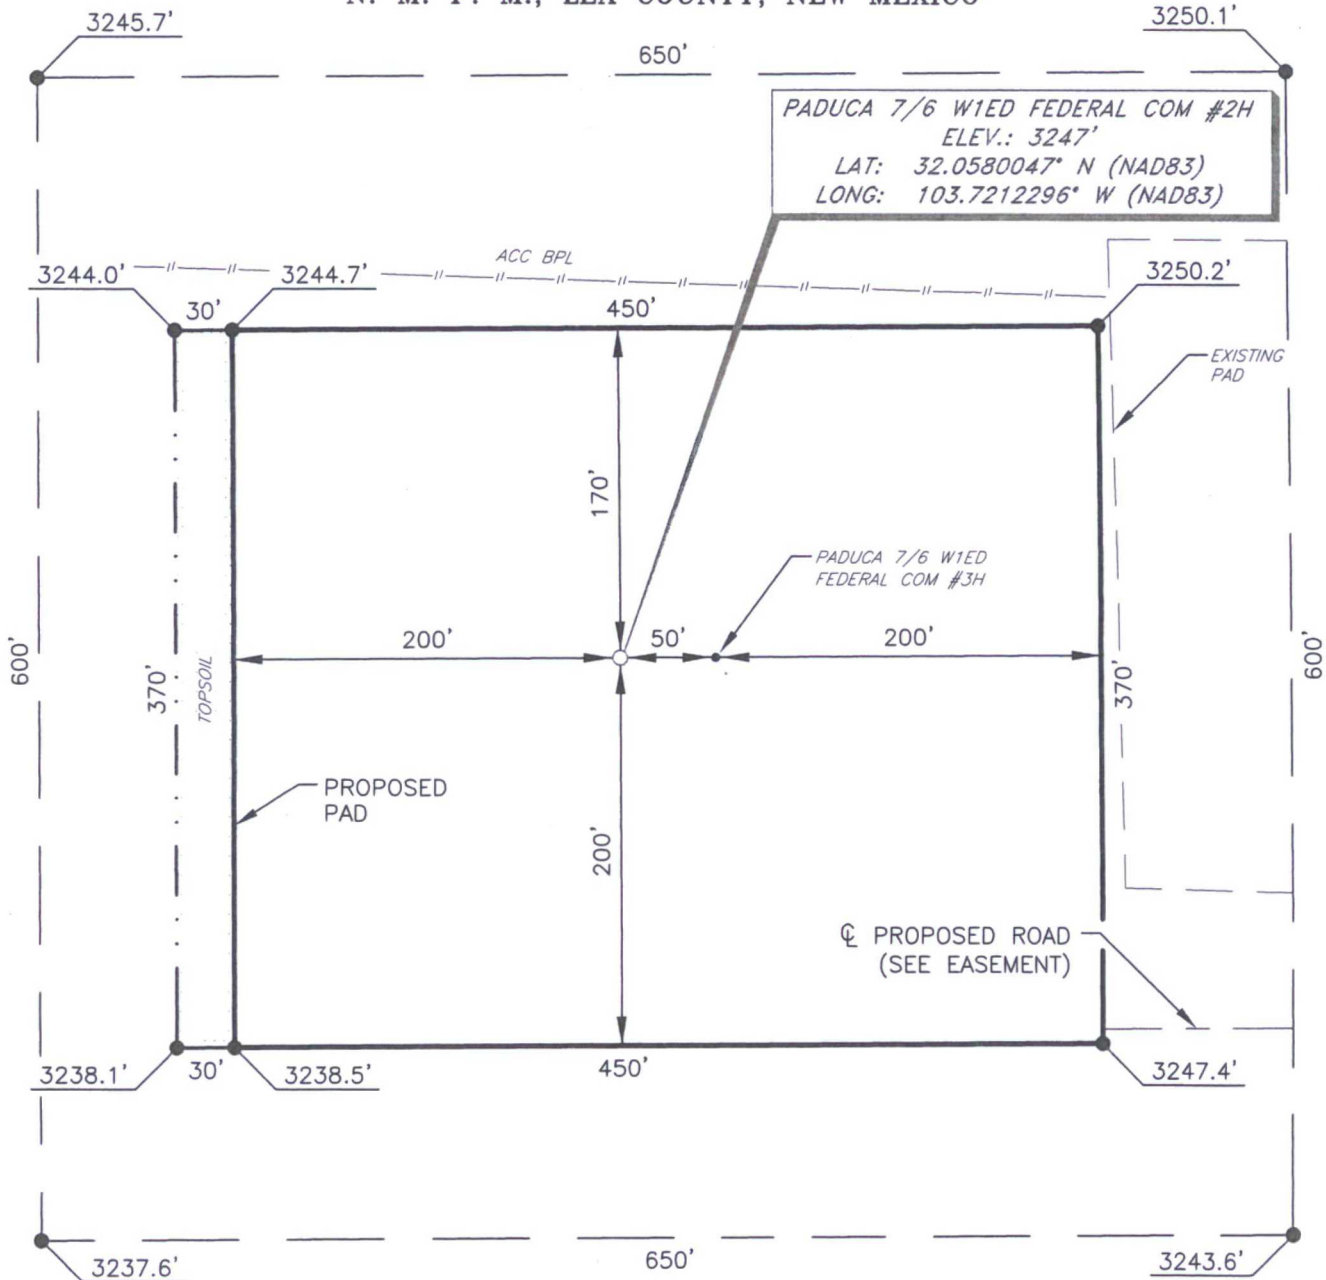 N. M. P. M., LEA COUNTY, NEW MEXICO
3245.7'
3250.1'
650'
PADUCA 7/6 W1ED FEDERAL COM #2H
ELEV.: 3247'
LAT: 32.0580047° N (NAD83)
LONG: 103.7212296° W (NAD83)
ACC BPL
3244.0'
3244.7'
3250.2'
30'
450'
EXISTING
PAD
170'
PADUCA 7/6 W1ED
FEDERAL COM #3H
600'
370'
TOPSOIL
200'
50'
200'
370'
600'
PROPOSED
PAD
200'
℄ PROPOSED ROAD
(SEE EASEMENT)
3238.1'
30'
3238.5'
450'
3247.4'
3237.6'
650'
3243.6'